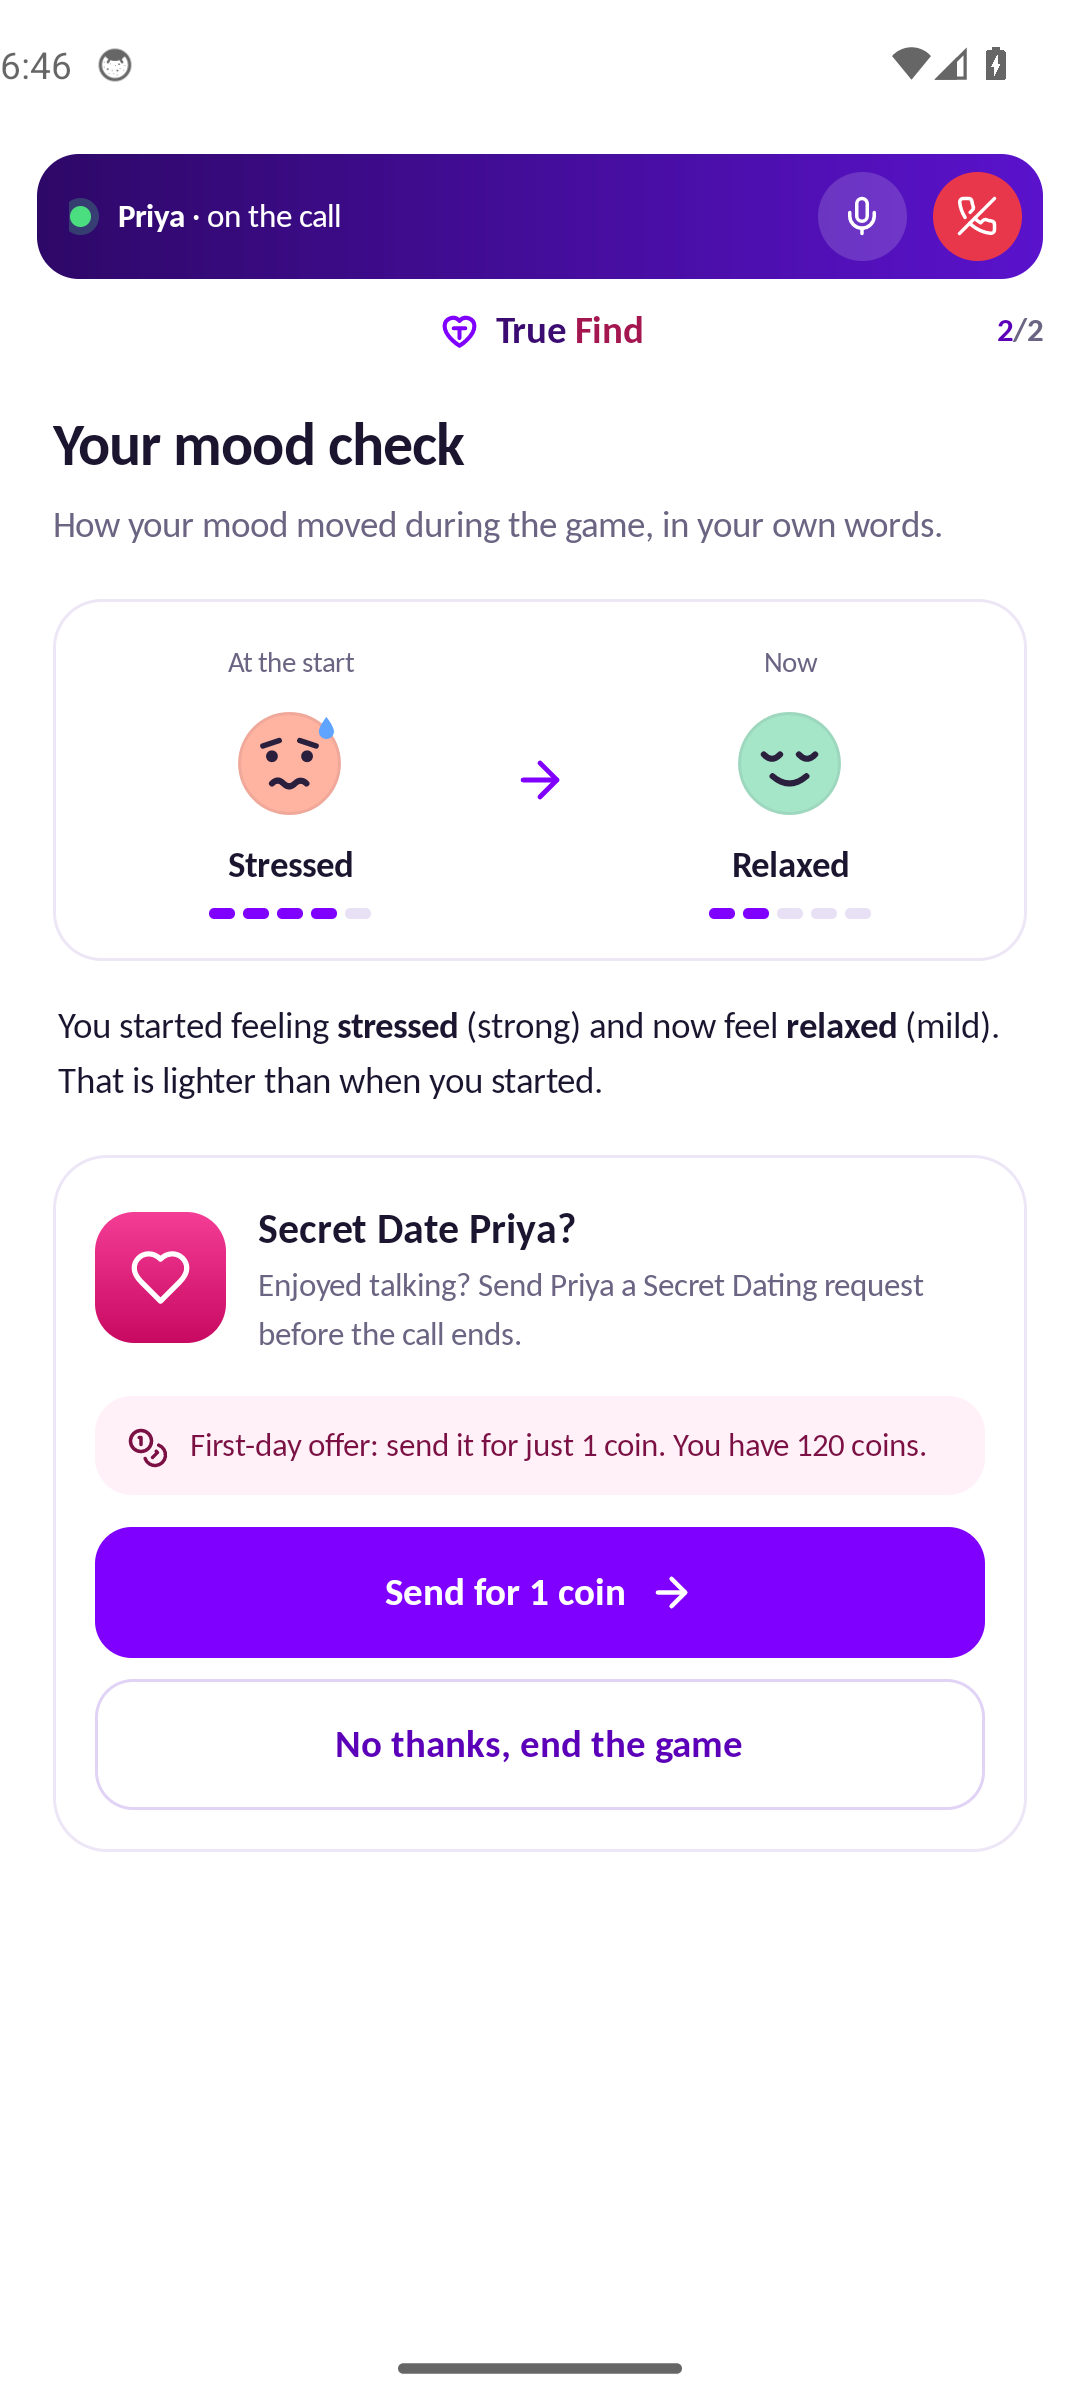 6:46
Priya · on the call
True Find
2/2
Your mood check
How your mood moved during the game, in your own words.
At the start
Now
Stressed
Relaxed
You started feeling stressed (strong) and now feel relaxed (mild).
That is lighter than when you started.
Secret Date Priya?
Enjoyed talking? Send Priya a Secret Dating request
before the call ends.
First-day offer: send it for just 1 coin. You have 120 coins.
Send for 1 coin
No thanks, end the game